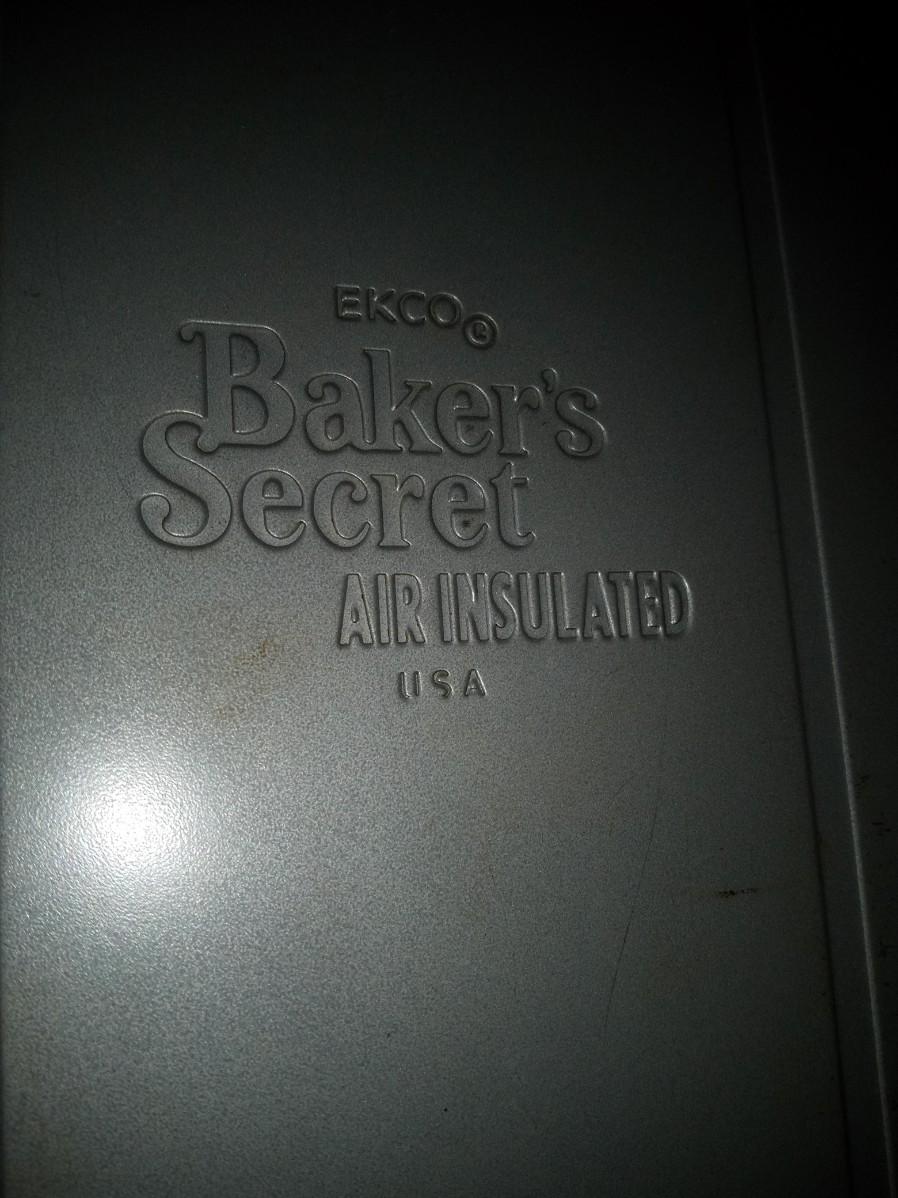 EKCO®
Baker's
Secret
AIR INSULATED
USA